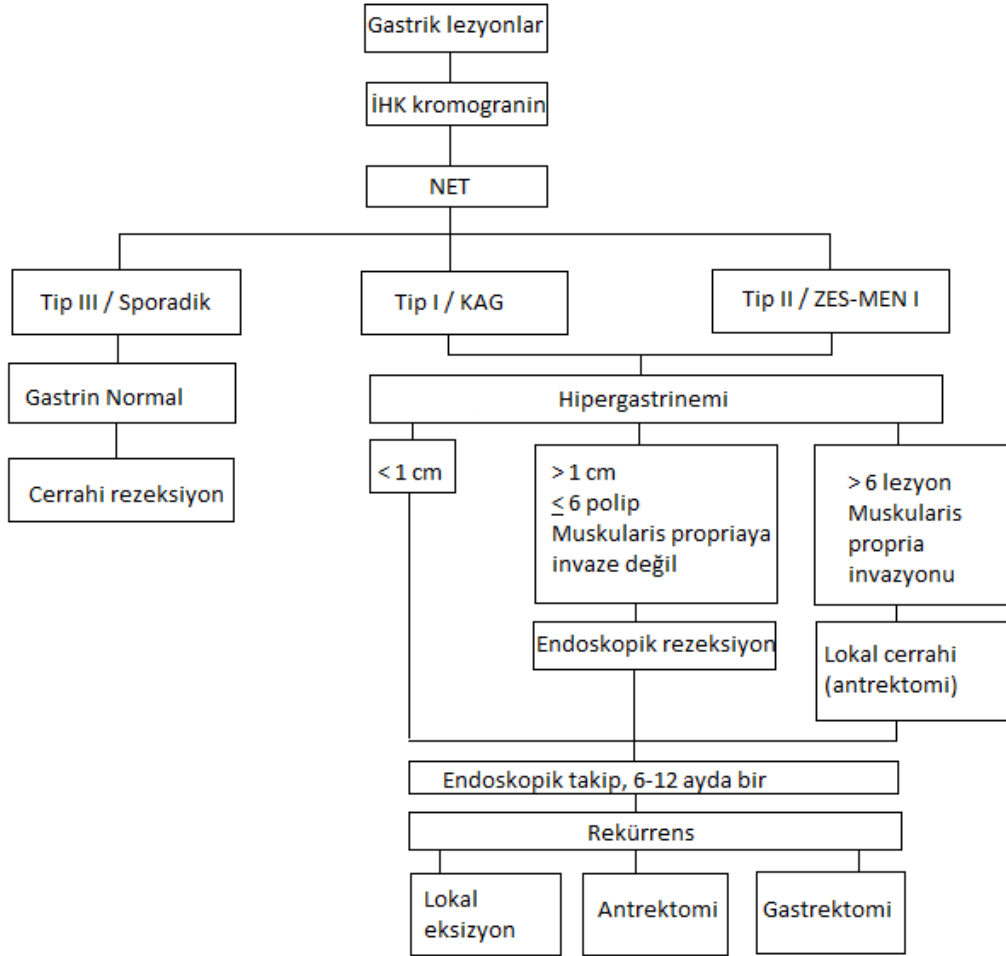 Gastrik lezyonlar
İHK kromogranin
NET
Tip III / Sporadik
Tip I / KAG
Tip II / ZES-MEN I
Gastrin Normal
Hipergastrinemi
Cerrahi rezeksiyon
< 1 cm
> 1 cm
≤ 6 polip
Muskularis propriaya
invaze değil
> 6 lezyon
Muskularis
propria
invazyonu
Endoskopik rezeksiyon
Lokal cerrahi
(antrektomi)
Endoskopik takip, 6-12 ayda bir
Rekürrens
Lokal
eksizyon
Antrektomi
Gastrektomi